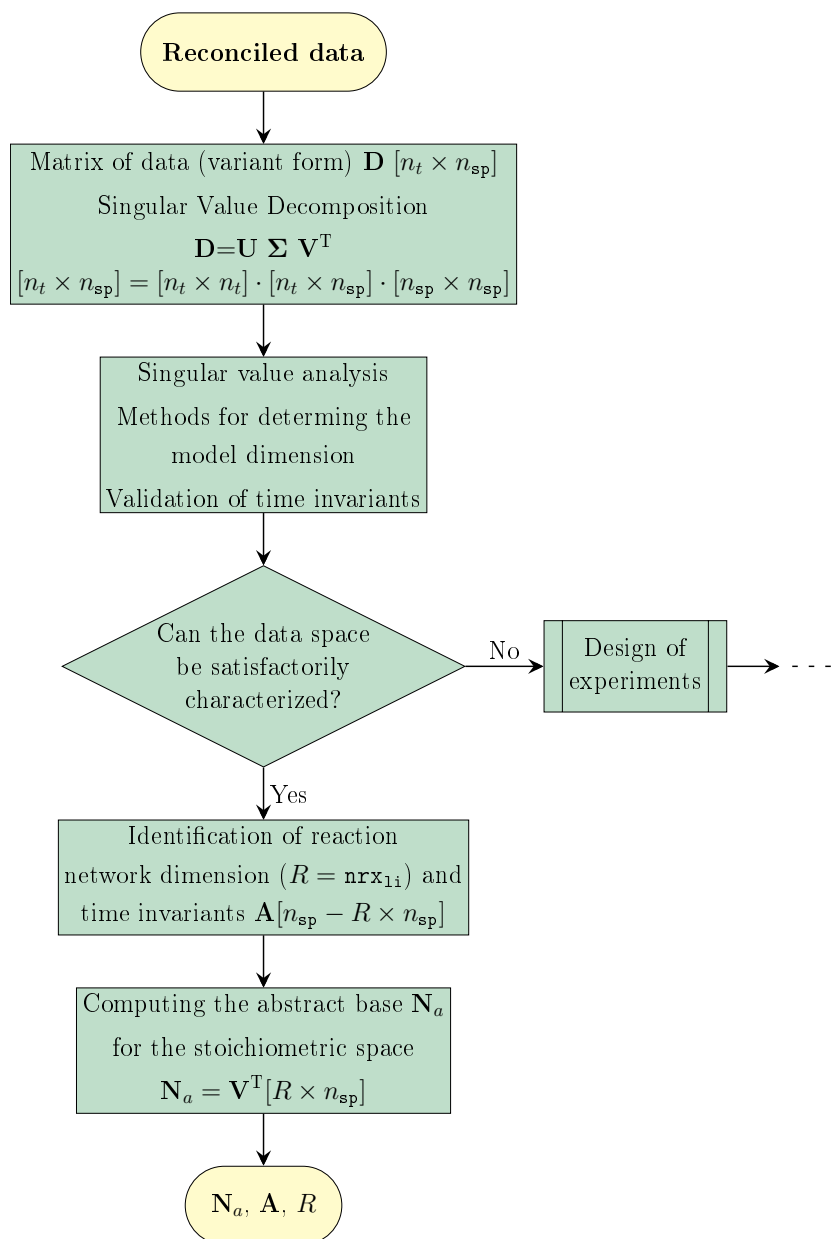 Reconciled data
Matrix of data (variant form) D [n_t × n_sp]
Singular Value Decomposition
D=U Σ V^T
[n_t × n_sp] = [n_t × n_t] · [n_t × n_sp] · [n_sp × n_sp]
Singular value analysis
Methods for determing the
model dimension
Validation of time invariants
Can the data space
be satisfactorily
characterized?
No
Design of
experiments
Yes
Identification of reaction
network dimension (R = nrx_li) and
time invariants A[n_sp − R × n_sp]
Computing the abstract base N_a
for the stoichiometric space
N_a = V^T[R × n_sp]
N_a, A, R